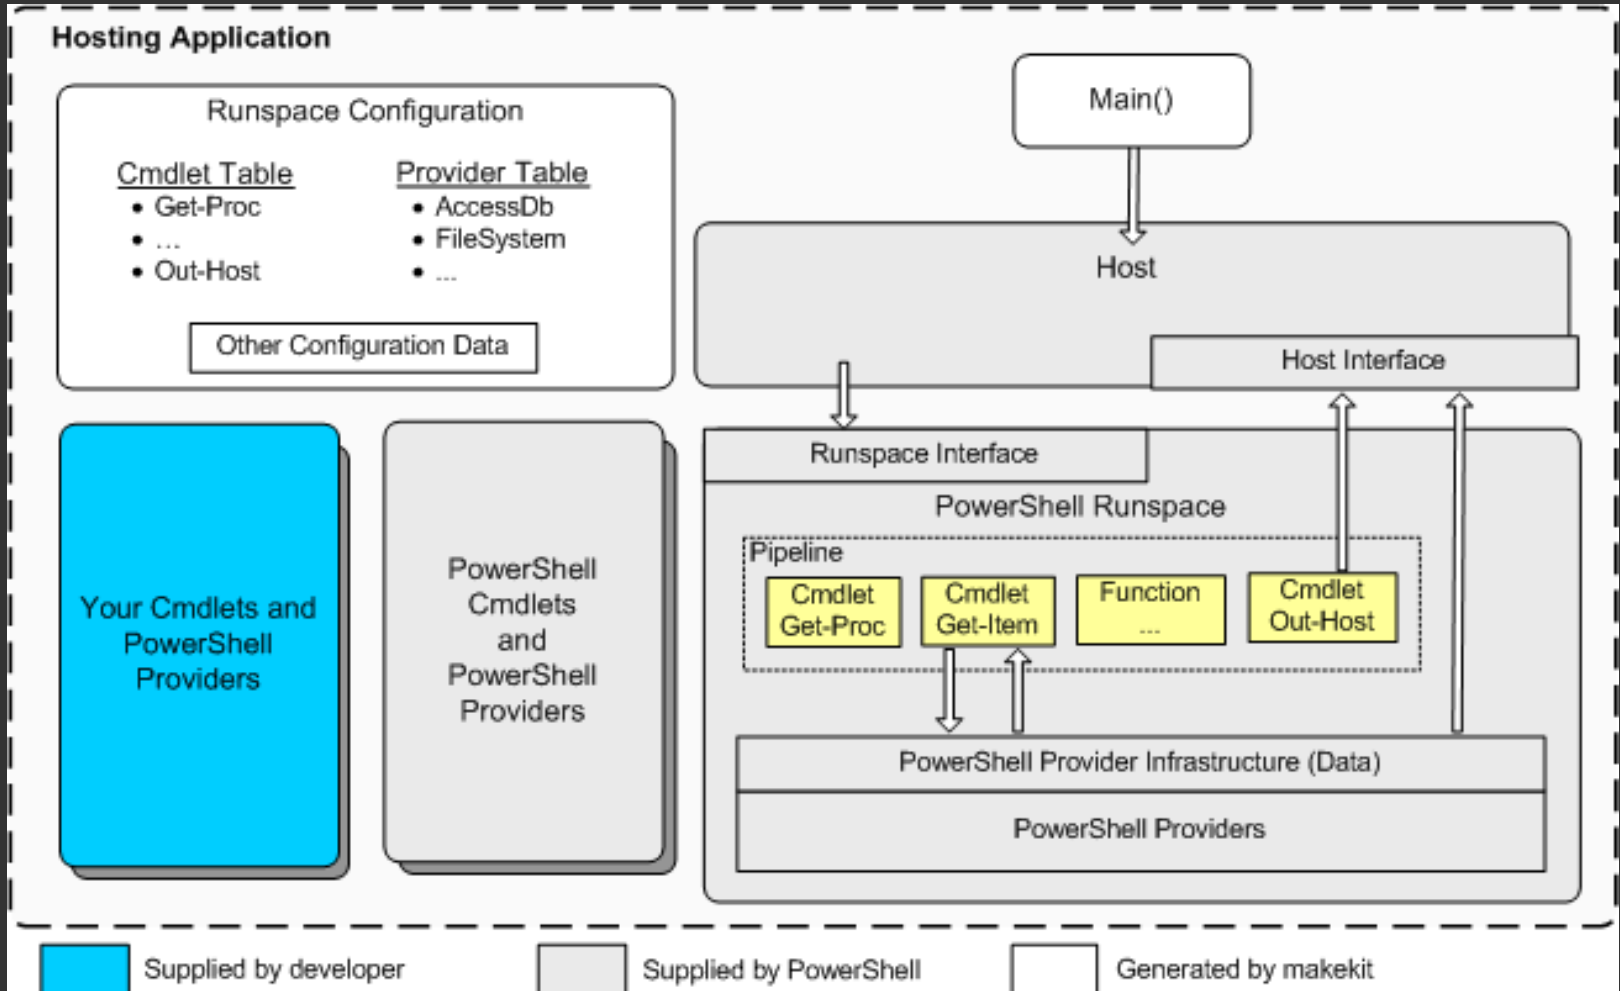 Hosting Application
Runspace Configuration
Cmdlet Table
• Get-Proc
• ...
• Out-Host
Provider Table
• AccessDb
• FileSystem
• ...
Other Configuration Data
Main()
Host
Host Interface
Your Cmdlets and
PowerShell
Providers
PowerShell
Cmdlets
and
PowerShell
Providers
Runspace Interface
PowerShell Runspace
Pipeline
Cmdlet
Get-Proc
Cmdlet
Get-Item
Function
...
Cmdlet
Out-Host
PowerShell Provider Infrastructure (Data)
PowerShell Providers
Supplied by developer
Supplied by PowerShell
Generated by makekit